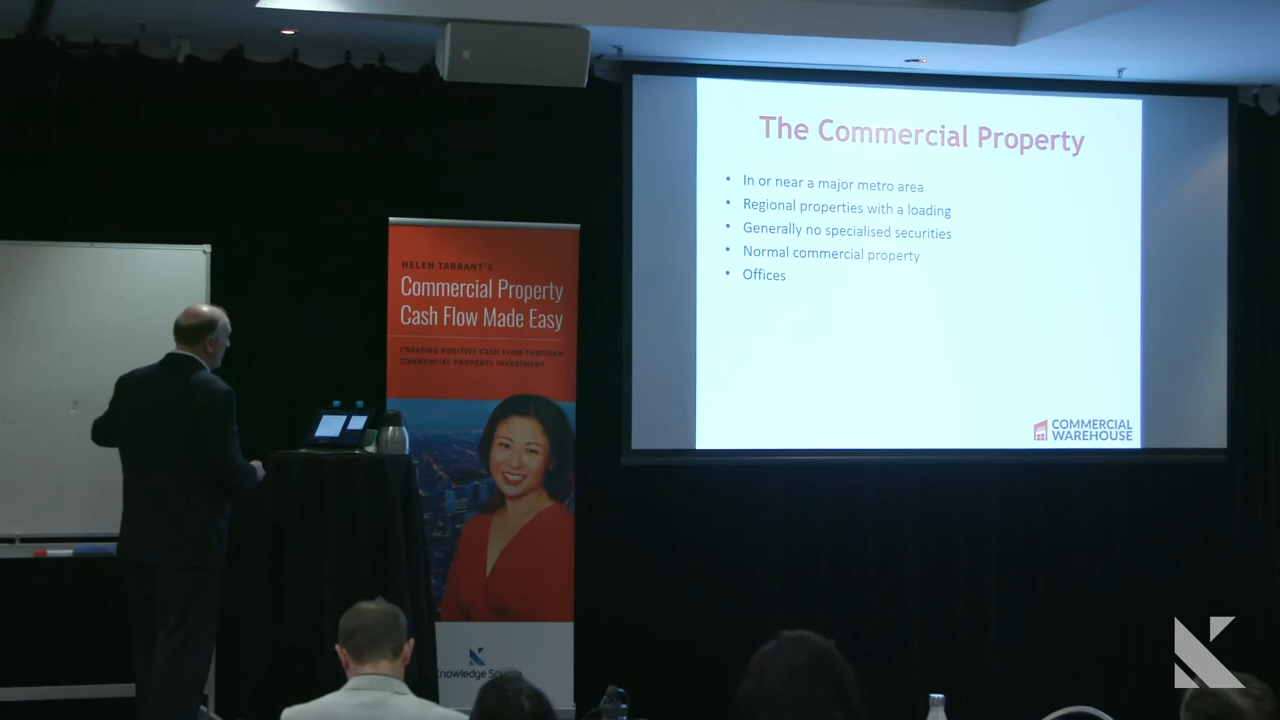 The Commercial Property
• In or near a major metro area
• Regional properties with a loading
• Generally no specialised securities
• Normal commercial property
• Offices
COMMERCIAL
WAREHOUSE
HELEN TARRANT'S
Commercial Property
Cash Flow Made Easy
CREATING POSITIVE CASH FLOW THROUGH
COMMERCIAL PROPERTY INVESTMENT
Knowledge